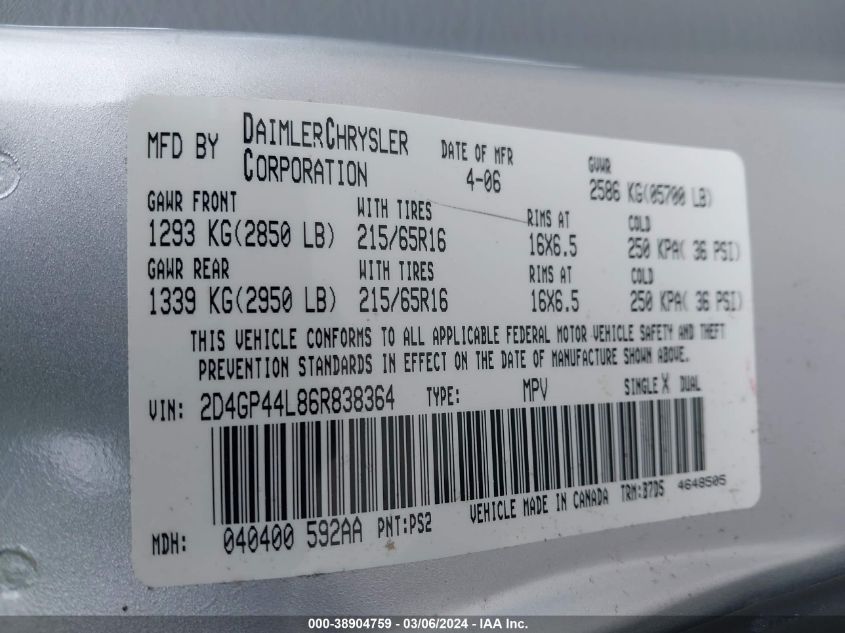 MFD BY DAIMLERCHRYSLER CORPORATION DATE OF MFR 4-06 GVWR 2586 KG(05700 LB)
GAWR FRONT WITH TIRES RIMS AT COLD
1293 KG(2850 LB) 215/65R16 16X6.5 250 KPA( 36 PSI)
GAWR REAR WITH TIRES RIMS AT COLD
1339 KG(2950 LB) 215/65R16 16X6.5 250 KPA( 36 PSI)
THIS VEHICLE CONFORMS TO ALL APPLICABLE FEDERAL MOTOR VEHICLE SAFETY AND THEFT
PREVENTION STANDARDS IN EFFECT ON THE DATE OF MANUFACTURE SHOWN ABOVE.
VIN: 2D4GP44L86R838364 TYPE: MPV SINGLE X DUAL
MDH: 040400 592AA PNT:PS2 VEHICLE MADE IN CANADA TRM:B7D5 4648505
000-38904759 - 03/06/2024 - IAA Inc.